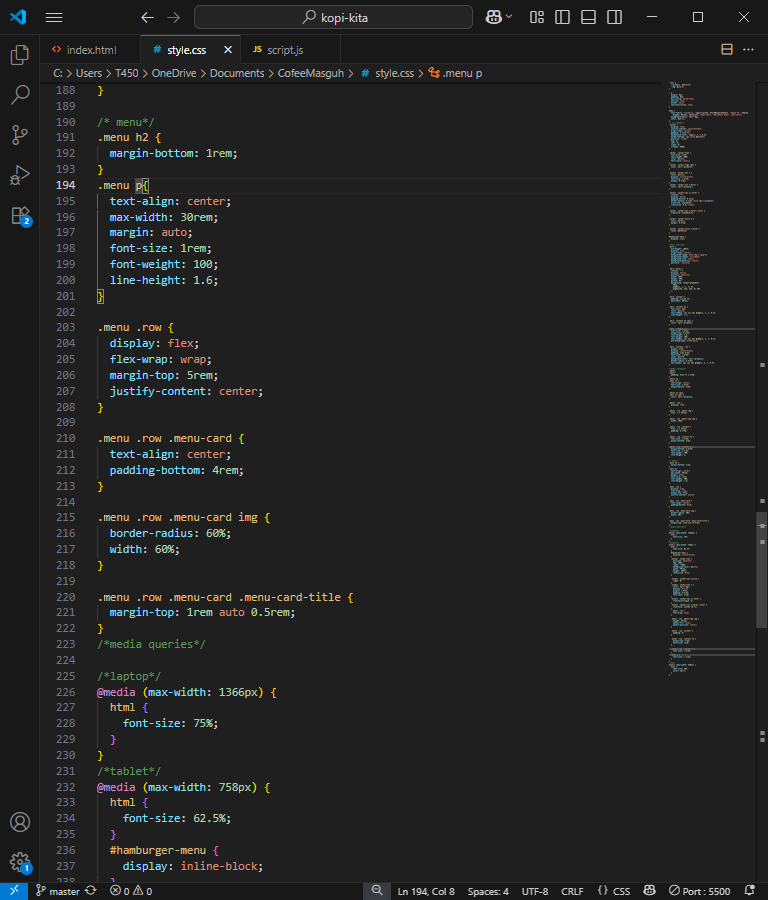 kopi-kita
index.html
# style.css
JS script.js
C: > Users > T450 > OneDrive > Documents > CofeeMasguh > # style.css > .menu p
188 }
189
190 /* menu*/
191 .menu h2 {
192 margin-bottom: 1rem;
193 }
194 .menu p{
195 text-align: center;
196 max-width: 30rem;
197 margin: auto;
198 font-size: 1rem;
199 font-weight: 100;
200 line-height: 1.6;
201 }
202
203 .menu .row {
204 display: flex;
205 flex-wrap: wrap;
206 margin-top: 5rem;
207 justify-content: center;
208 }
209
210 .menu .row .menu-card {
211 text-align: center;
212 padding-bottom: 4rem;
213 }
214
215 .menu .row .menu-card img {
216 border-radius: 60%;
217 width: 60%;
218 }
219
220 .menu .row .menu-card .menu-card-title {
221 margin-top: 1rem auto 0.5rem;
222 }
223 /*media queries*/
224
225 /*laptop*/
226 @media (max-width: 1366px) {
227 html {
228 font-size: 75%;
229 }
230 }
231 /*tablet*/
232 @media (max-width: 758px) {
233 html {
234 font-size: 62.5%;
235 }
236 #hamburger-menu {
237 display: inline-block;
238 }
2
1
master 0 0 Ln 194, Col 8 Spaces: 4 UTF-8 CRLF {} CSS Port : 5500